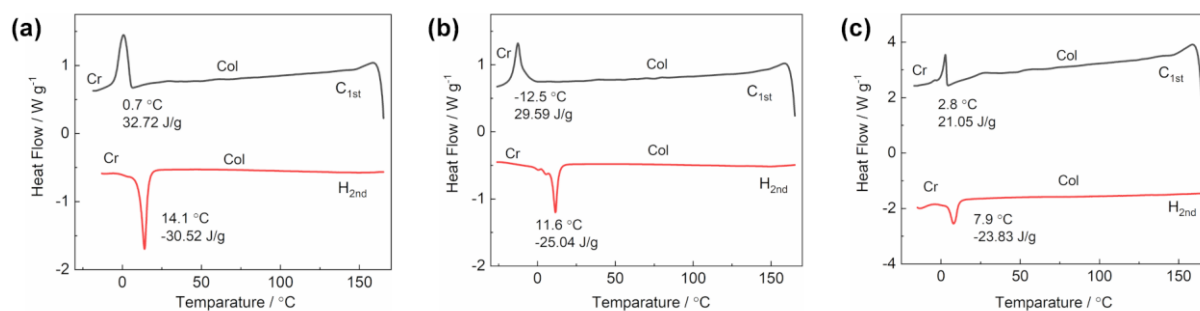 (a)
Heat Flow / W g-1
1
0
-1
-2
Cr
Col
C1st
0.7 °C
32.72 J/g
Cr
Col
H2nd
14.1 °C
-30.52 J/g
0
50
100
150
Temparature / °C
(b)
Heat Flow / W g-1
1
0
-1
-2
Cr
Col
C1st
-12.5 °C
29.59 J/g
Cr
Col
H2nd
11.6 °C
-25.04 J/g
0
50
100
150
Temparature / °C
(c)
Heat Flow / W g-1
4
2
0
-2
-4
Cr
Col
C1st
2.8 °C
21.05 J/g
Cr
Col
H2nd
7.9 °C
-23.83 J/g
0
50
100
150
Temparature / °C